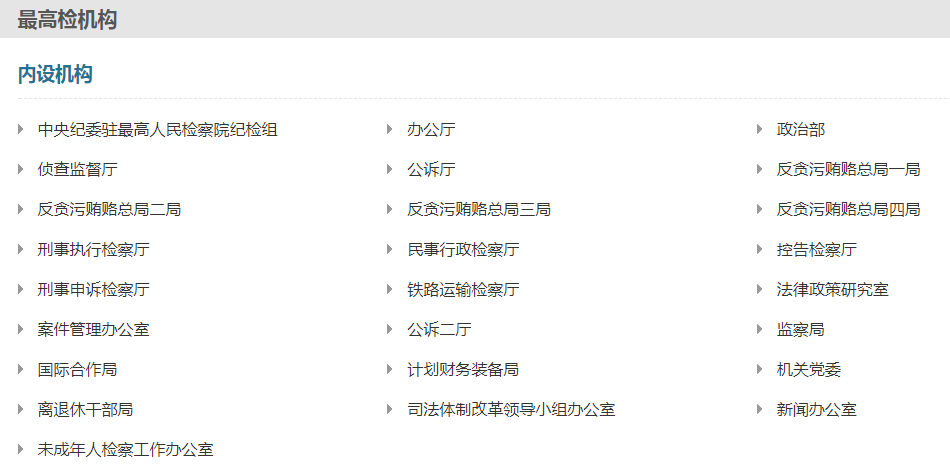 最高检机构
内设机构
中央纪委驻最高人民检察院纪检组 办公厅 政治部
侦查监督厅 公诉厅 反贪污贿赂总局一局
反贪污贿赂总局二局 反贪污贿赂总局三局 反贪污贿赂总局四局
刑事执行检察厅 民事行政检察厅 控告检察厅
刑事申诉检察厅 铁路运输检察厅 法律政策研究室
案件管理办公室 公诉二厅 监察局
国际合作局 计划财务装备局 机关党委
离退休干部局 司法体制改革领导小组办公室 新闻办公室
未成年人检察工作办公室